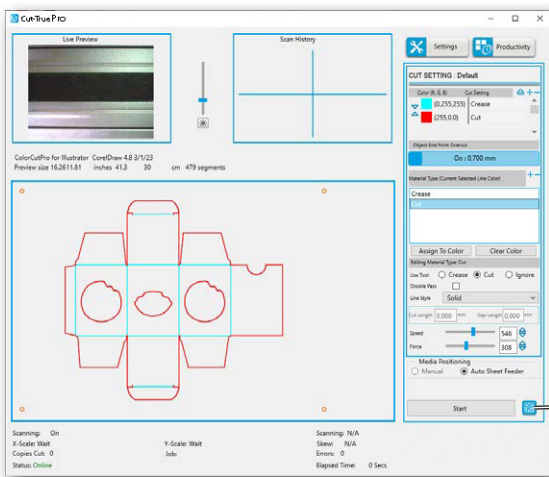 Cut-True Pro
Live Preview
Scan History
Settings
Productivity
CUT SETTING : Default
Color (R, G, B) Cut Setting
(0,255,255) Crease
(255,0,0) Cut
Object End Point Overcut
On : 0,700 mm
Material Type (Current Selected Line Color)
Crease
Cut
Assign To Color Clear Color
Editing Material Type: Cut
Use Tool: Crease Cut Ignore
Double Pass
Line Style Solid
Cut Length 0,000 mm Gap Length 0,000 mm
Speed 546
Force 308
Media Positioning
Manual Auto Sheet Feeder
Start
ColorCutPro for Illustrator CorelDraw 4.8 3/1/23
Preview size 16.2611.81 inches 41.3 30 cm 479 segments
Scanning: On Scanning: N/A
X-Scale: Wait Y-Scale: Wait Skew: N/A
Copies Cut: 0 Job: Errors: 0
Status: Online Elapsed Time: 0 Secs